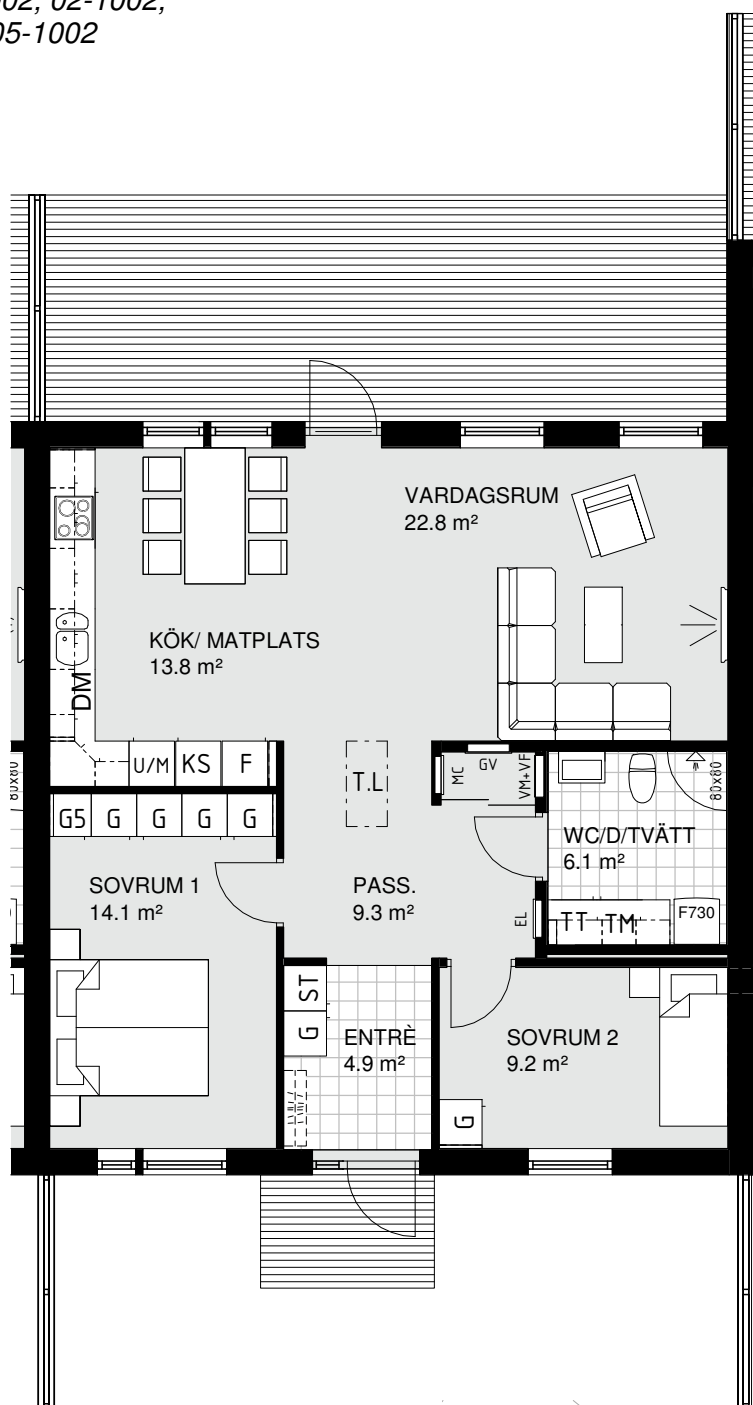 02-1002,
05-1002
VARDAGSRUM
22.8 m²
KÖK/ MATPLATS
13.8 m²
DM
U/M
KS
F
T.L
MC
GV
VM+VF
80x80
80x80
G5
G
G
G
G
WC/D/TVÄTT
6.1 m²
SOVRUM 1
14.1 m²
PASS.
9.3 m²
EL
TT
TM
F730
ST
G
ENTRÈ
4.9 m²
SOVRUM 2
9.2 m²
G